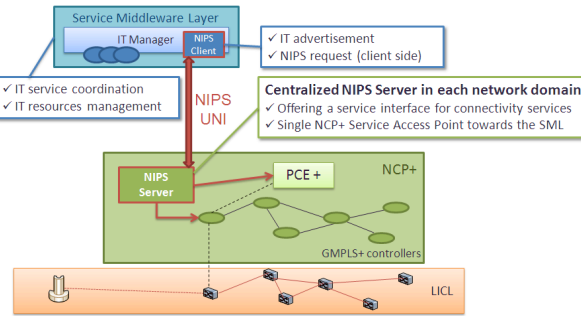 Service Middleware Layer
IT Manager
NIPS
Client
✓ IT advertisement
✓ NIPS request (client side)
✓ IT service coordination
✓ IT resources management
NIPS
UNI
Centralized NIPS Server in each network domain
✓ Offering a service interface for connectivity services
✓ Single NCP+ Service Access Point towards the SML
NIPS
Server
PCE +
NCP+
GMPLS+ controllers
LICL